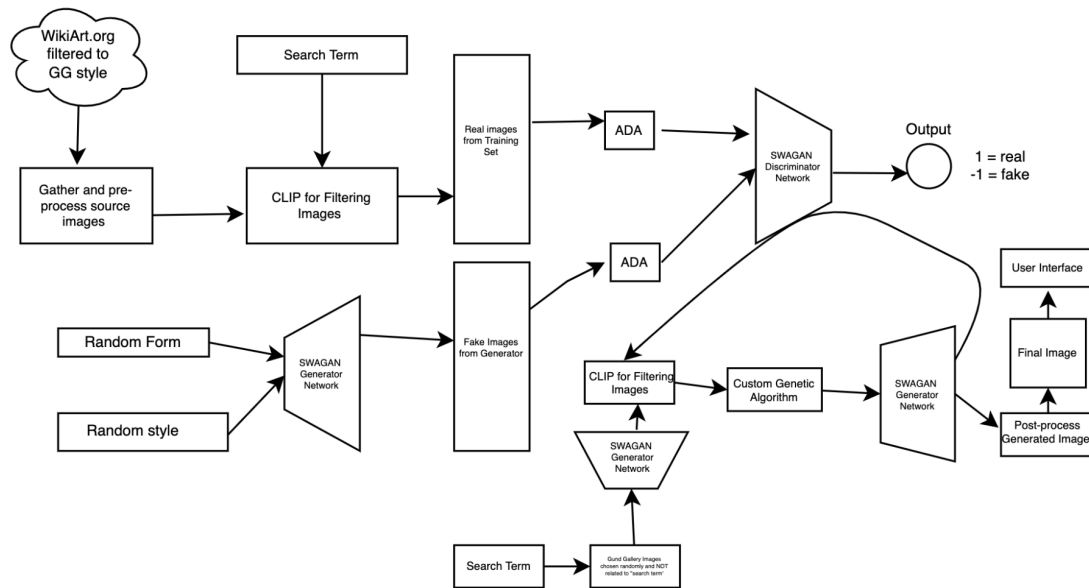 WikiArt.org
filtered to
GG style
Search Term
Gather and pre-
process source
images
CLIP for Filtering
Images
Real images
from Training
Set
ADA
SWAGAN
Discriminator
Network
Output
1 = real
-1 = fake
ADA
Random Form
Random style
SWAGAN
Generator
Network
Fake Images
from Generator
CLIP for Filtering
Images
Custom Genetic
Algorithm
SWAGAN
Generator
Network
User Interface
Final Image
Post-process
Generated Image
SWAGAN
Generator
Network
Search Term
Gund Gallery Images
chosen randomly and NOT
related to "search term"